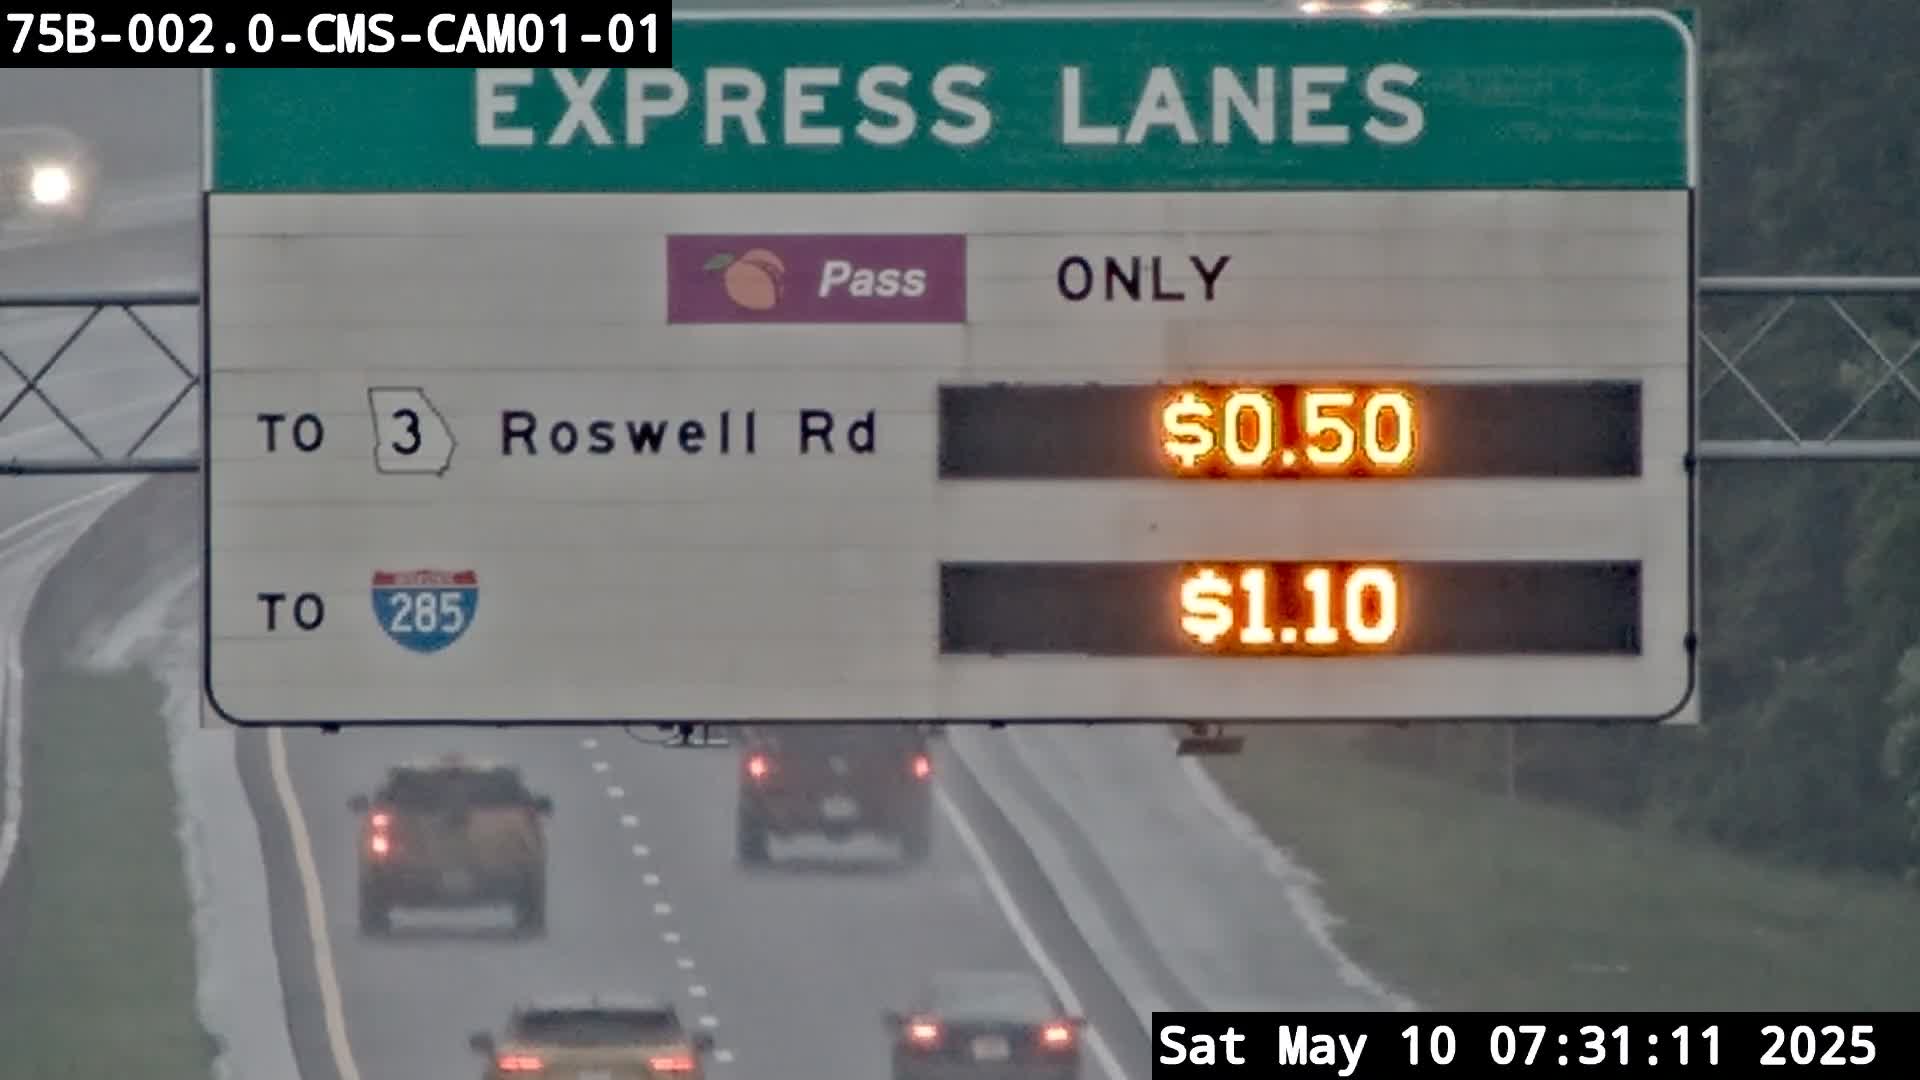 75B-002.0-CMS-CAM01-01
EXPRESS LANES
Pass ONLY
TO 3 Roswell Rd $0.50
TO 285 $1.10
Sat May 10 07:31:11 2025